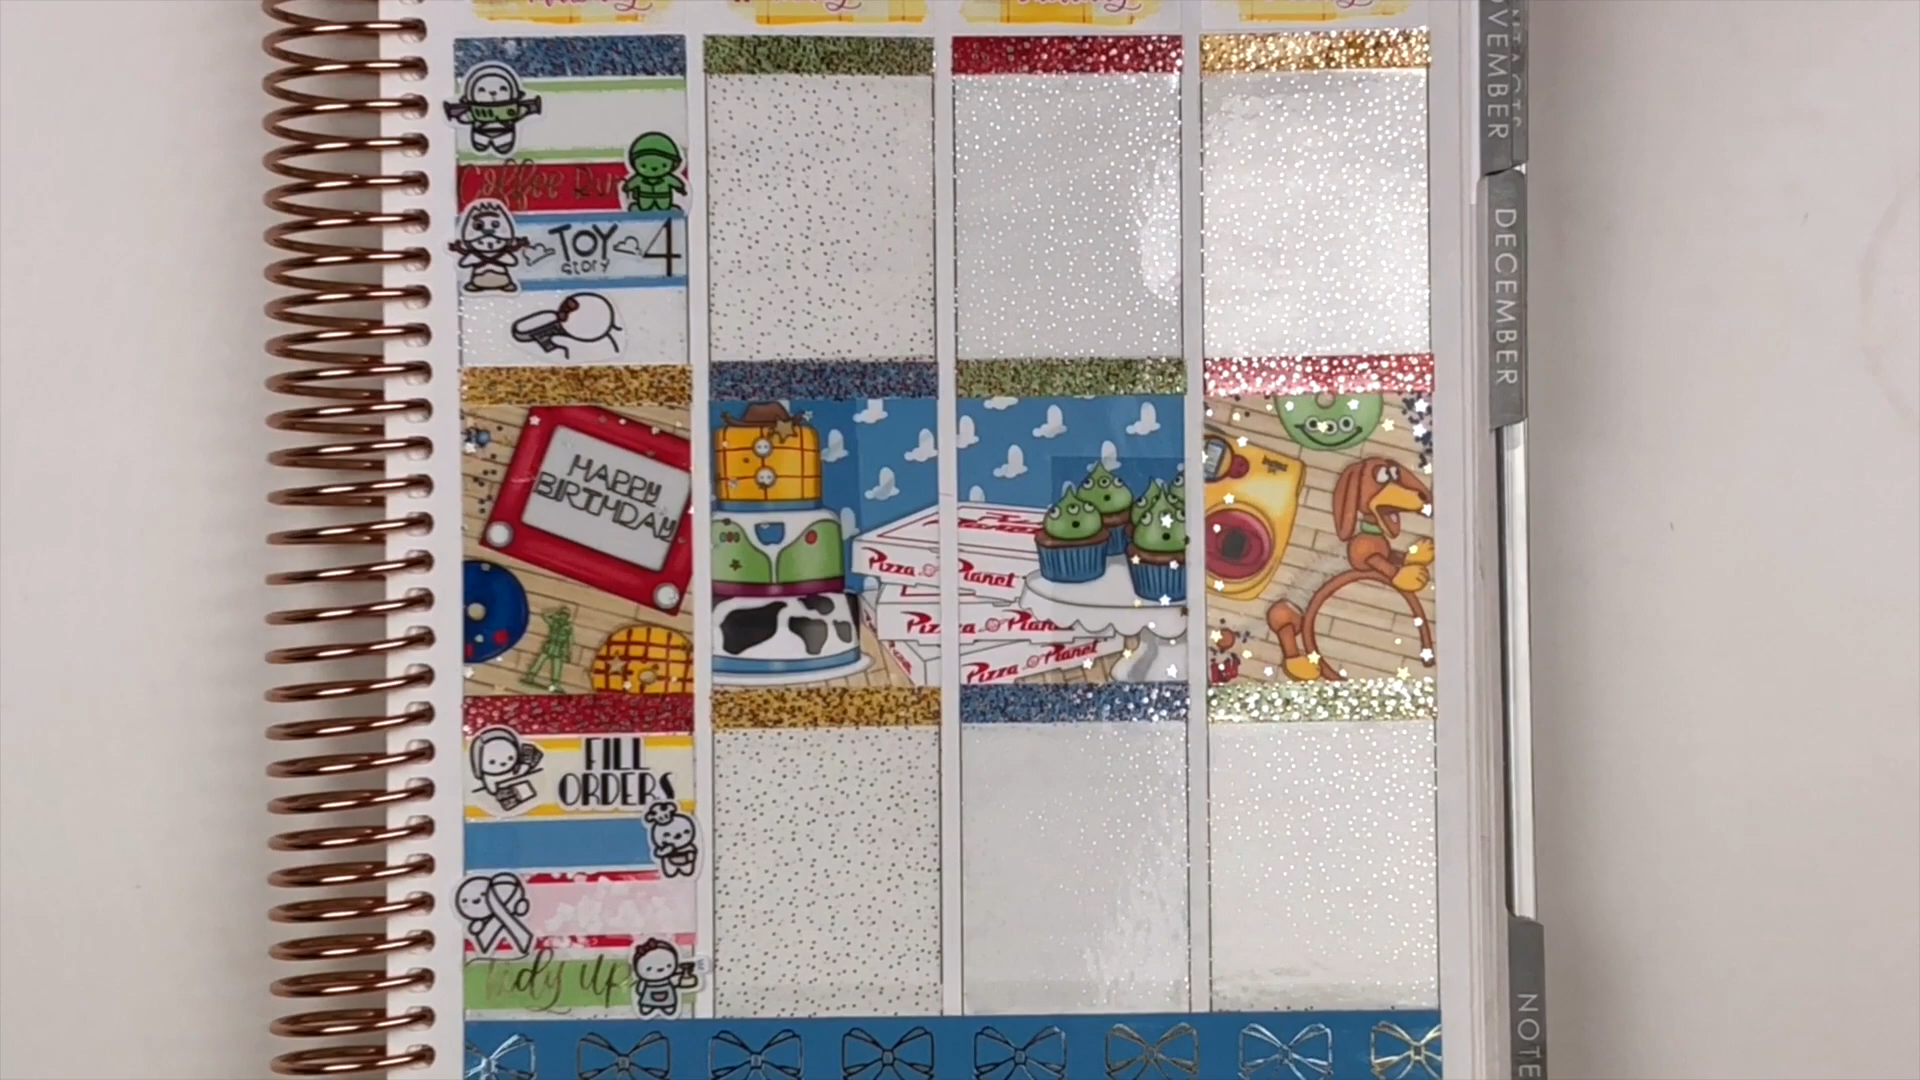 NOVEMBER
DECEMBER
NOTE
Coffee Run
TOY
STORY
4
HAPPY
BIRTHDAY
Pizza Planet
Pizza Planet
Pizza Planet
FILL
ORDERS
Tidy Up